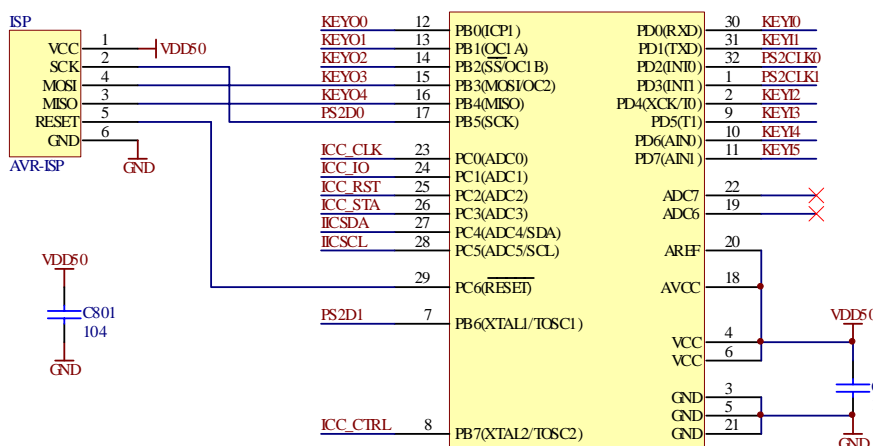 ISP
VCC 1 VDD50
SCK 2
MOSI 4
MISO 3
RESET 5
GND 6
GND
AVR-ISP
VDD50
C801
104
GND
KEYO0 12 PB0(ICP1)
KEYO1 13 PB1(OC1A)
KEYO2 14 PB2(SS/OC1B)
KEYO3 15 PB3(MOSI/OC2)
KEYO4 16 PB4(MISO)
PS2D0 17 PB5(SCK)
ICC_CLK 23 PC0(ADC0)
ICC_IO 24 PC1(ADC1)
ICC_RST 25 PC2(ADC2)
ICC_STA 26 PC3(ADC3)
IICSDA 27 PC4(ADC4/SDA)
IICSCL 28 PC5(ADC5/SCL)
29 PC6(RESET)
PS2D1 7 PB6(XTAL1/TOSC1)
ICC_CTRL 8 PB7(XTAL2/TOSC2)
PD0(RXD) 30 KEYI0
PD1(TXD) 31 KEYI1
PD2(INT0) 32 PS2CLK0
PD3(INT1) 1 PS2CLK1
PD4(XCK/T0) 2 KEYI2
PD5(T1) 9 KEYI3
PD6(AIN0) 10 KEYI4
PD7(AIN1) 11 KEYI5
ADC7 22
ADC6 19
AREF 20
AVCC 18
VCC 4
VCC 6
GND 3
GND 5
GND 21
VDD50
GND